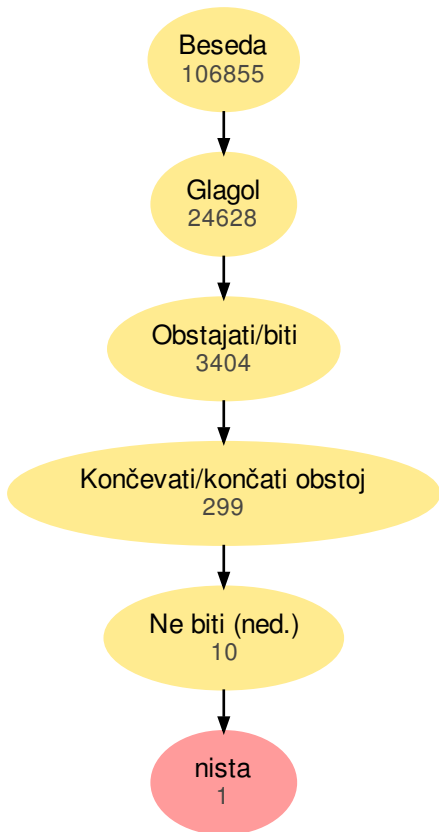 Beseda
106855
Glagol
24628
Obstajati/biti
3404
Končevati/končati obstoj
299
Ne biti (ned.)
10
nista
1